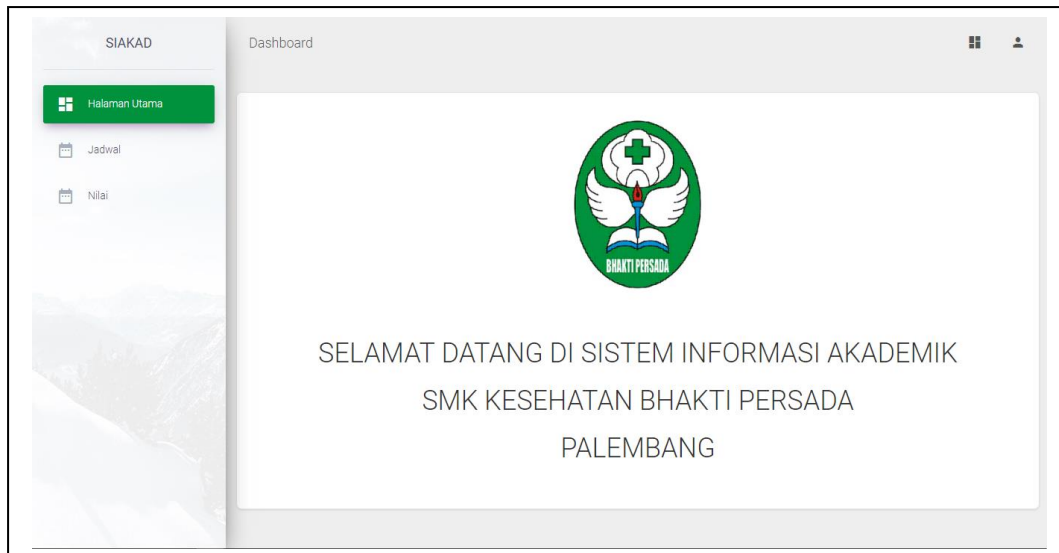 SIAKAD
Dashboard
Halaman Utama
Jadwal
Nilai
BHAKTI PERSADA
SELAMAT DATANG DI SISTEM INFORMASI AKADEMIK
SMK KESEHATAN BHAKTI PERSADA
PALEMBANG